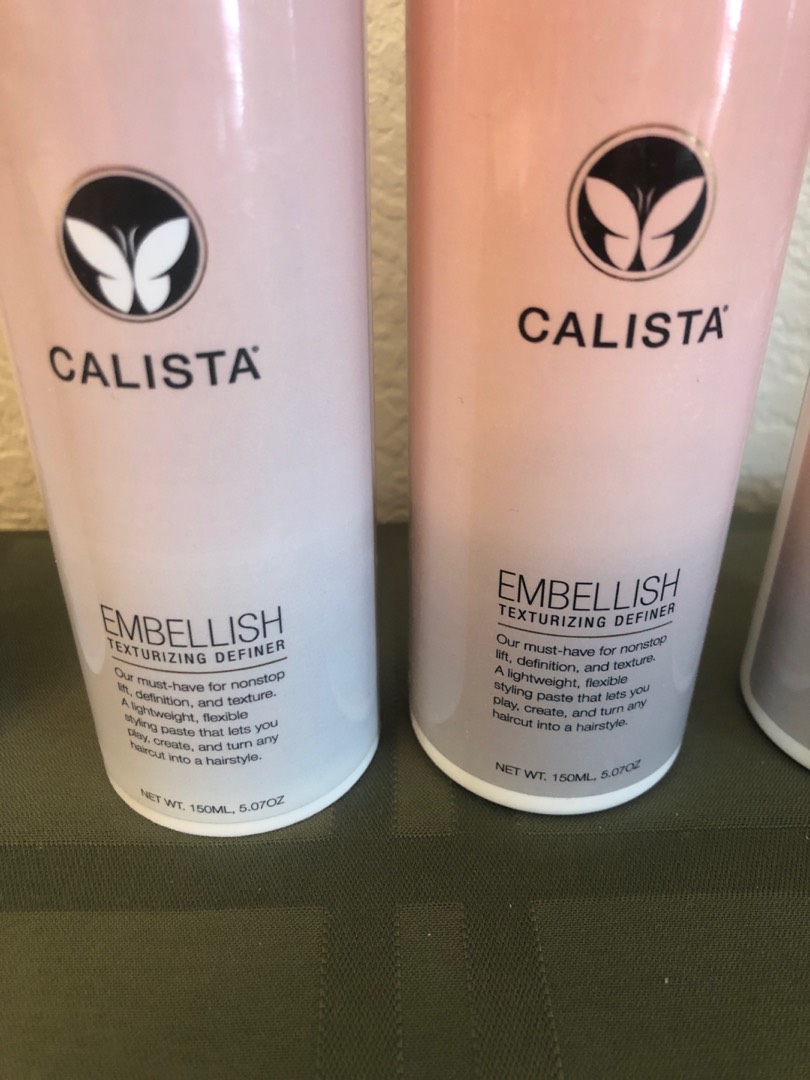 CALISTA®
EMBELLISH
TEXTURIZING DEFINER
Our must-have for nonstop
lift, definition, and texture.
A lightweight, flexible
styling paste that lets you
play, create, and turn any
haircut into a hairstyle.
NET WT. 150ML, 5.07OZ
CALISTA®
EMBELLISH
TEXTURIZING DEFINER
Our must-have for nonstop
lift, definition, and texture.
A lightweight, flexible
styling paste that lets you
play, create, and turn any
haircut into a hairstyle.
NET WT. 150ML, 5.07OZ